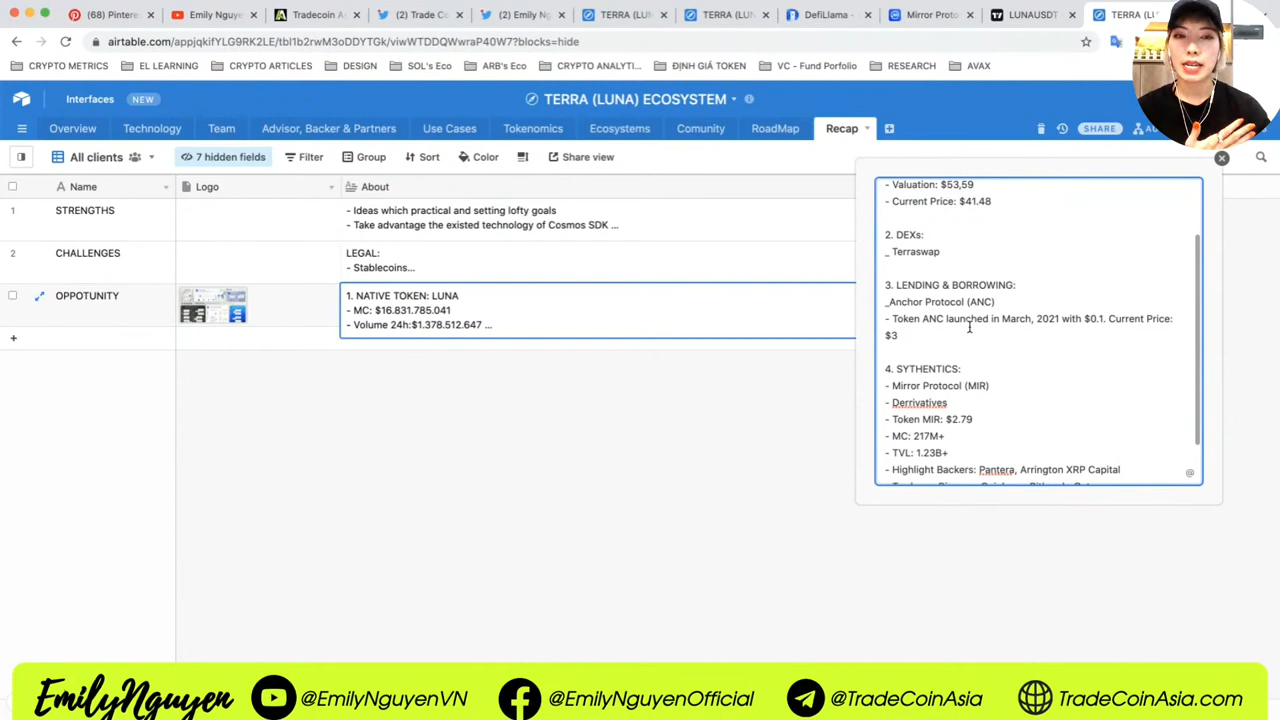 (68) Pinteres
Emily Nguye
Tradecoin A
(2) Trade Co
(2) Emily Ng
TERRA (LUN
TERRA (LUN
DefiLlama -
Mirror Proto
LUNAUSDT
TERRA (LU
airtable.com/appjqkifYLG9RK2LE/tbl1b2rwM3oDDYTGk/viwWTDDQWwraP40W7?blocks=hide
CRYPTO METRICS
EL LEARNING
CRYPTO ARTICLES
DESIGN
SOL's Eco
ARB's Eco
CRYPTO ANALYTI...
ĐỊNH GIÁ TOKEN
VC - Fund Porfolio
RESEARCH
AVAX
Interfaces
NEW
TERRA (LUNA) ECOSYSTEM
Overview
Technology
Team
Advisor, Backer & Partners
Use Cases
Tokenomics
Ecosystems
Comunity
RoadMap
Recap
SHARE
All clients
7 hidden fields
Filter
Group
Sort
Color
Share view
Name
Logo
About
1
STRENGTHS
- Ideas which practical and setting lofty goals
- Take advantage the existed technology of Cosmos SDK ...
2
CHALLENGES
LEGAL:
- Stablecoins...
OPPOTUNITY
1. NATIVE TOKEN: LUNA
- MC: $16.831.785.041
- Volume 24h:$1.378.512.647 ...
- Valuation: $53,59
- Current Price: $41.48
2. DEXs:
_ Terraswap
3. LENDING & BORROWING:
_Anchor Protocol (ANC)
- Token ANC launched in March, 2021 with $0.1. Current Price:
$3
4. SYTHENTICS:
- Mirror Protocol (MIR)
- Derrivatives
- Token MIR: $2.79
- MC: 217M+
- TVL: 1.23B+
- Highlight Backers: Pantera, Arrington XRP Capital
@
EmilyNguyen
@EmilyNguyenVN
@EmilyNguyenOfficial
@TradeCoinAsia
TradeCoinAsia.com